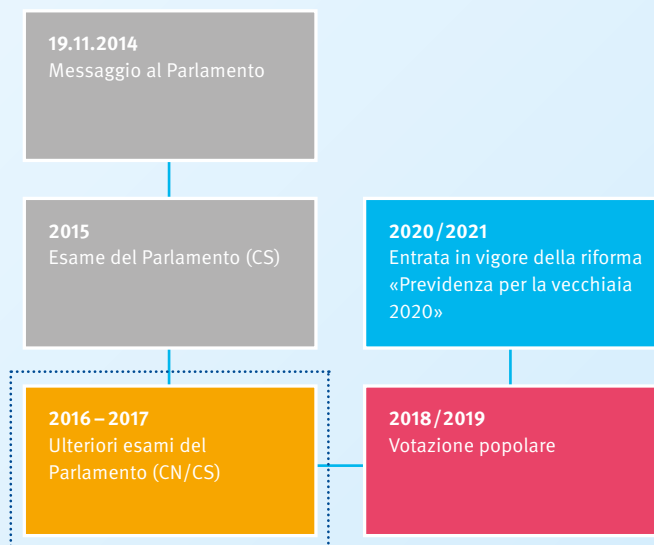 19.11.2014
Messaggio al Parlamento
2015
Esame del Parlamento (CS)
2016–2017
Ulteriori esami del
Parlamento (CN/CS)
2018/2019
Votazione popolare
2020/2021
Entrata in vigore della riforma
«Previdenza per la vecchiaia
2020»